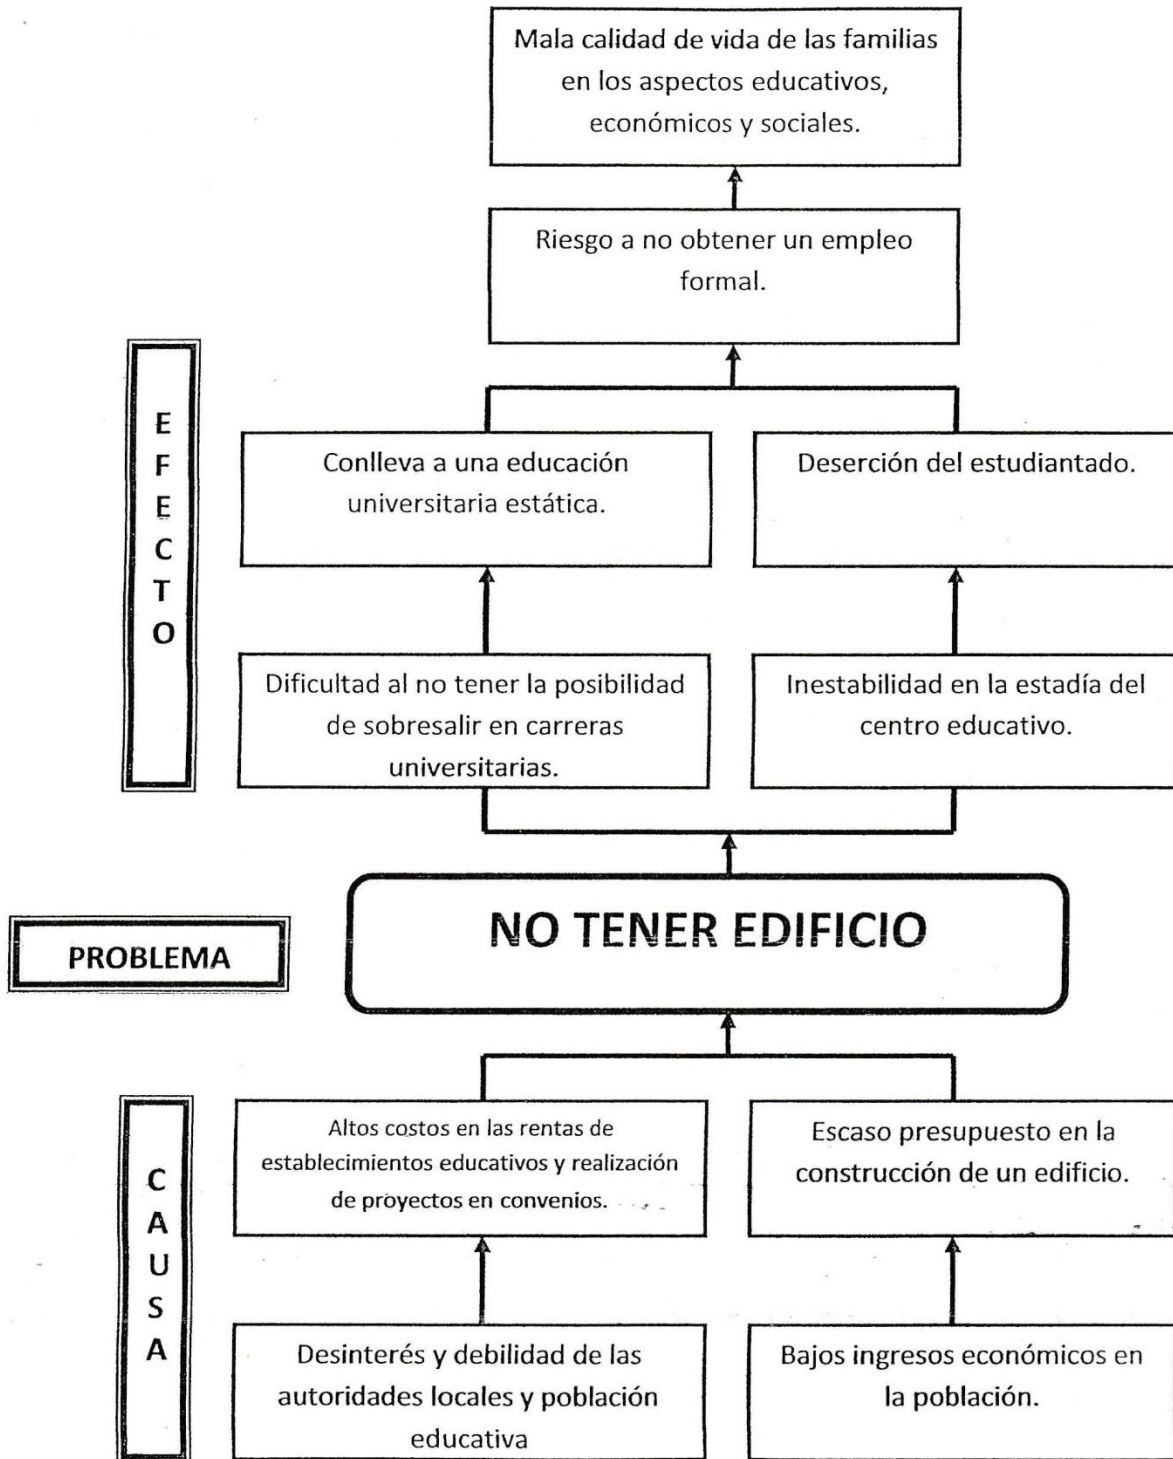 Mala calidad de vida de las familias
en los aspectos educativos,
económicos y sociales.
Riesgo a no obtener un empleo
formal.
E
F
E
C
T
O
Conlleva a una educación
universitaria estática.
Deserción del estudiantado.
Dificultad al no tener la posibilidad
de sobresalir en carreras
universitarias.
Inestabilidad en la estadía del
centro educativo.
PROBLEMA
NO TENER EDIFICIO
C
A
U
S
A
Altos costos en las rentas de
establecimientos educativos y realización
de proyectos en convenios.
Escaso presupuesto en la
construcción de un edificio.
Desinterés y debilidad de las
autoridades locales y población
educativa
Bajos ingresos económicos en
la población.